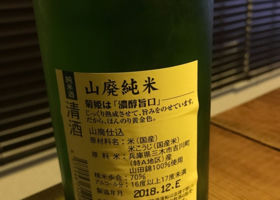 純米酒
清酒
山廃純米
菊姫は「濃醇旨口」
じっくり熟成させて、旨みをのせています。
だから、ほんのり黄金色。
山廃仕込
原材料名:米(国産)
米こうじ(国産米)
原料米:兵庫県三木市吉川町
(特A地区)産
山田錦100%使用
精米歩合:70%
アルコール分:16度以上17度未満
製造年月 2018.12.E